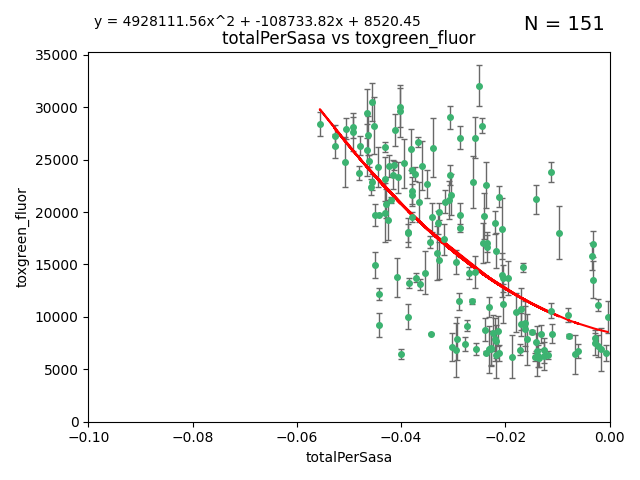 y = 4928111.56x^2 + -108733.82x + 8520.45
N = 151
totalPerSasa vs toxgreen_fluor
35000
30000
25000
20000
15000
10000
5000
0
toxgreen_fluor
−0.10
−0.08
−0.06
−0.04
−0.02
0.00
totalPerSasa